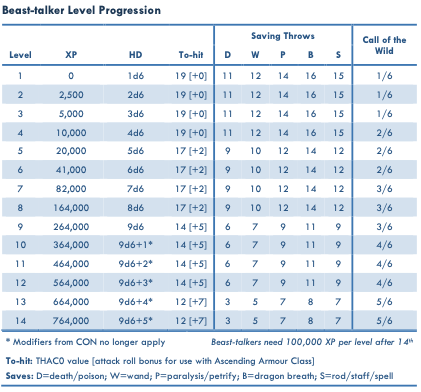 Beast-talker Level Progression
Saving Throws
Call of the Wild
Level XP HD To-hit D W P B S
1 0 1d6 19 [+0] 11 12 14 16 15 1/6
2 2,500 2d6 19 [+0] 11 12 14 16 15 1/6
3 5,000 3d6 19 [+0] 11 12 14 16 15 1/6
4 10,000 4d6 19 [+0] 11 12 14 16 15 2/6
5 20,000 5d6 17 [+2] 9 10 12 14 12 2/6
6 41,000 6d6 17 [+2] 9 10 12 14 12 2/6
7 82,000 7d6 17 [+2] 9 10 12 14 12 3/6
8 164,000 8d6 17 [+2] 9 10 12 14 12 3/6
9 264,000 9d6 14 [+5] 6 7 9 11 9 3/6
10 364,000 9d6+1* 14 [+5] 6 7 9 11 9 4/6
11 464,000 9d6+2* 14 [+5] 6 7 9 11 9 4/6
12 564,000 9d6+3* 14 [+5] 6 7 9 11 9 4/6
13 664,000 9d6+4* 12 [+7] 3 5 7 8 7 5/6
14 764,000 9d6+5* 12 [+7] 3 5 7 8 7 5/6
* Modifiers from CON no longer apply Beast-talkers need 100,000 XP per level after 14th
To-hit: THAC0 value [attack roll bonus for use with Ascending Armour Class]
Saves: D=death/poison; W=wand; P=paralysis/petrify; B=dragon breath; S=rod/staff/spell